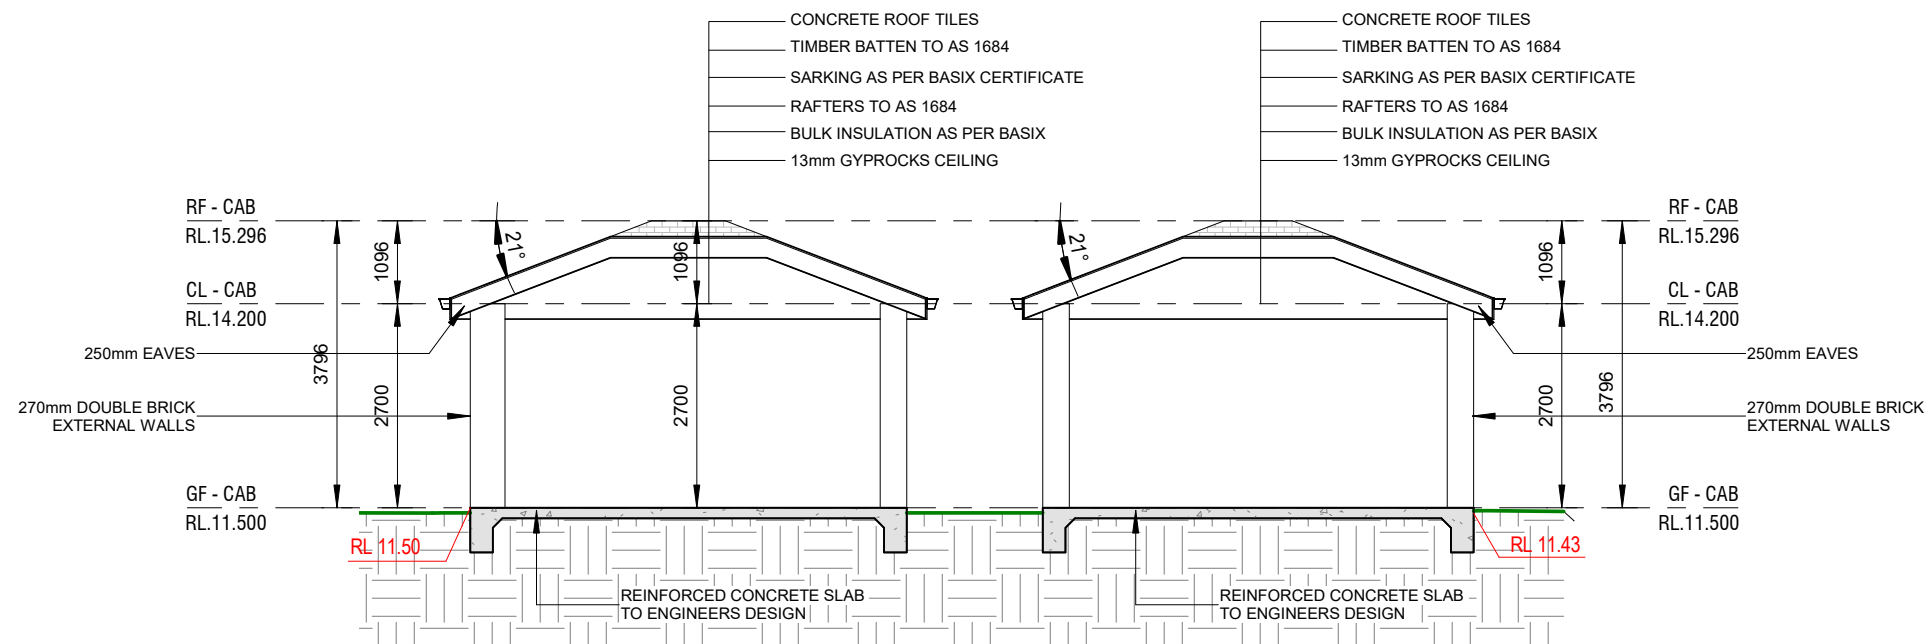 CONCRETE ROOF TILES
TIMBER BATTEN TO AS 1684
SARKING AS PER BASIX CERTIFICATE
RAFTERS TO AS 1684
BULK INSULATION AS PER BASIX
13mm GYPROCKS CEILING
CONCRETE ROOF TILES
TIMBER BATTEN TO AS 1684
SARKING AS PER BASIX CERTIFICATE
RAFTERS TO AS 1684
BULK INSULATION AS PER BASIX
13mm GYPROCKS CEILING
RF - CAB
RL.15.296
CL - CAB
RL.14.200
250mm EAVES
270mm DOUBLE BRICK
EXTERNAL WALLS
GF - CAB
RL.11.500
3796
1096
2700
21°
1096
2700
21°
1096
2700
3796
RF - CAB
RL.15.296
CL - CAB
RL.14.200
250mm EAVES
270mm DOUBLE BRICK
EXTERNAL WALLS
GF - CAB
RL.11.500
RL 11.50
RL 11.43
REINFORCED CONCRETE SLAB
TO ENGINEERS DESIGN
REINFORCED CONCRETE SLAB
TO ENGINEERS DESIGN